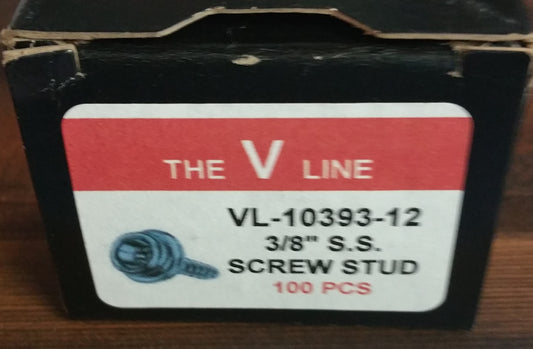 THE V LINE
VL-10393-12
3/8" S.S.
SCREW STUD
100 PCS